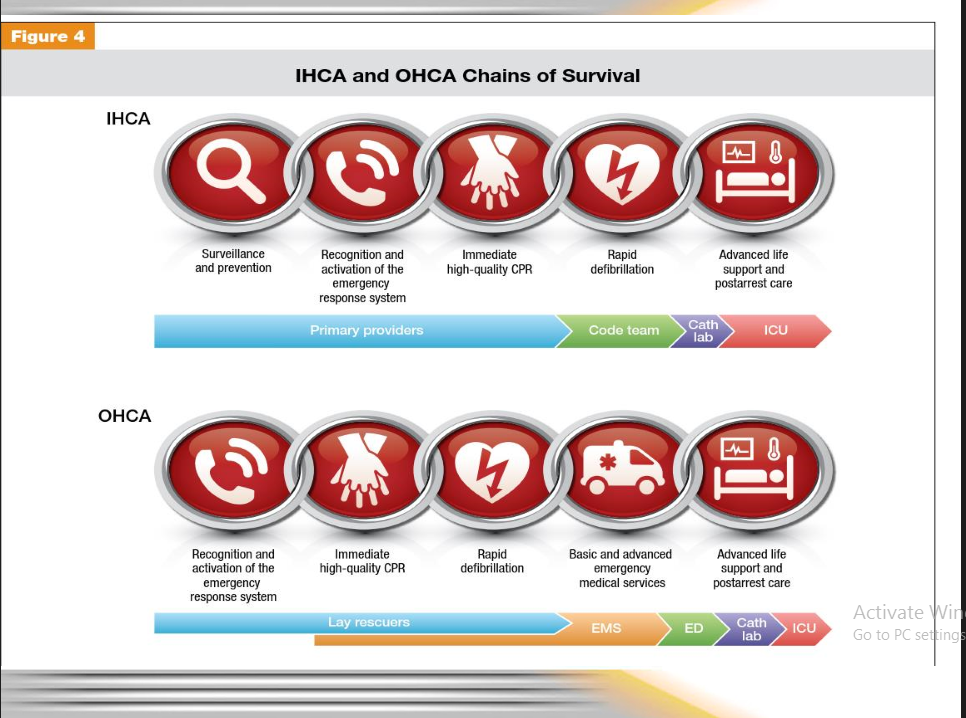 Figure 4
IHCA and OHCA Chains of Survival
IHCA
Surveillance
and prevention
Recognition and
activation of the
emergency
response system
Immediate
high-quality CPR
Rapid
defibrillation
Advanced life
support and
postarrest care
Primary providers
Code team
Cath
lab
ICU
OHCA
Recognition and
activation of the
emergency
response system
Immediate
high-quality CPR
Rapid
defibrillation
Basic and advanced
emergency
medical services
Advanced life
support and
postarrest care
Lay rescuers
EMS
ED
Cath
lab
ICU
Activate Win
Go to PC settings